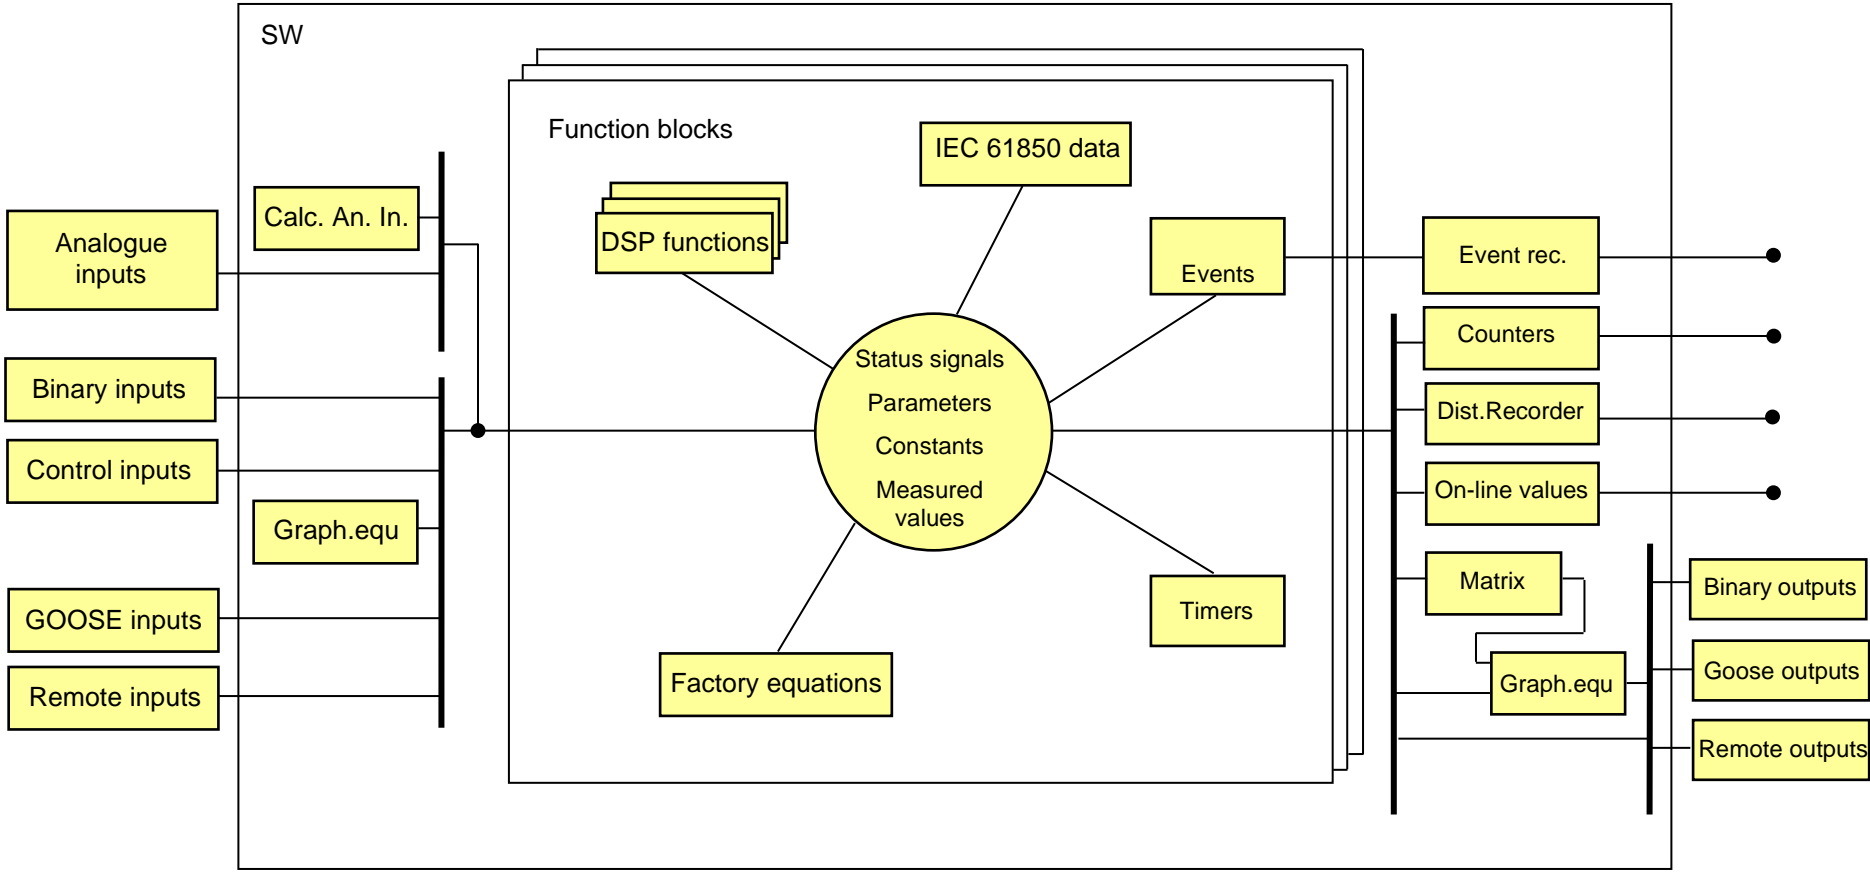 SW
Function blocks
IEC 61850 data
Calc. An. In.
Analogue
inputs
DSP functions
Events
Event rec.
Counters
Status signals
Parameters
Constants
Measured
values
Binary inputs
Control inputs
Dist.Recorder
On-line values
Graph.equ
GOOSE inputs
Remote inputs
Factory equations
Timers
Matrix
Graph.equ
Binary outputs
Goose outputs
Remote outputs